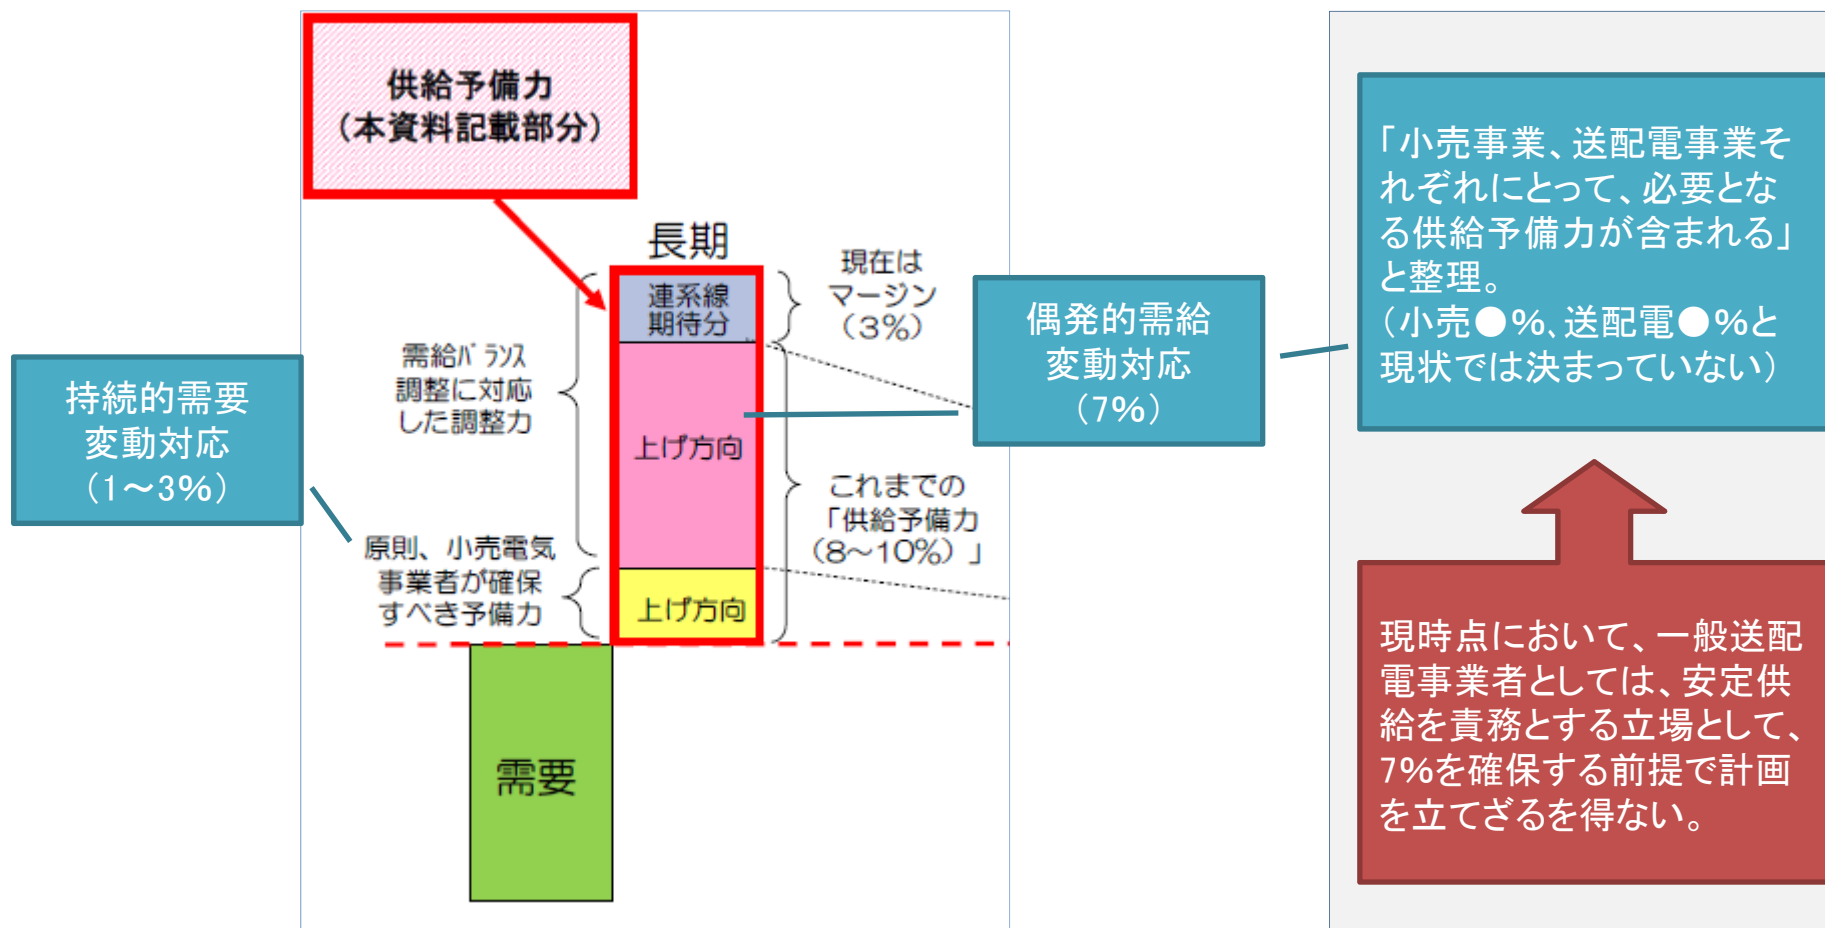 供給予備力
（本資料記載部分）
長期
連系線
期待分
現在は
マージン
（3%）
需給バランス
調整に対応
した調整力
上げ方向
これまでの
「供給予備力
（8～10%）」
原則、小売電気
事業者が確保
すべき予備力
上げ方向
需要
持続的需要
変動対応
（1～3%）
偶発的需給
変動対応
（7%）
「小売事業、送配電事業そ
れぞれにとって、必要とな
る供給予備力が含まれる」
と整理。
（小売●%、送配電●%と
現状では決まっていない）
現時点において、一般送配
電事業者としては、安定供
給を責務とする立場として、
7%を確保する前提で計画
を立てざるを得ない。